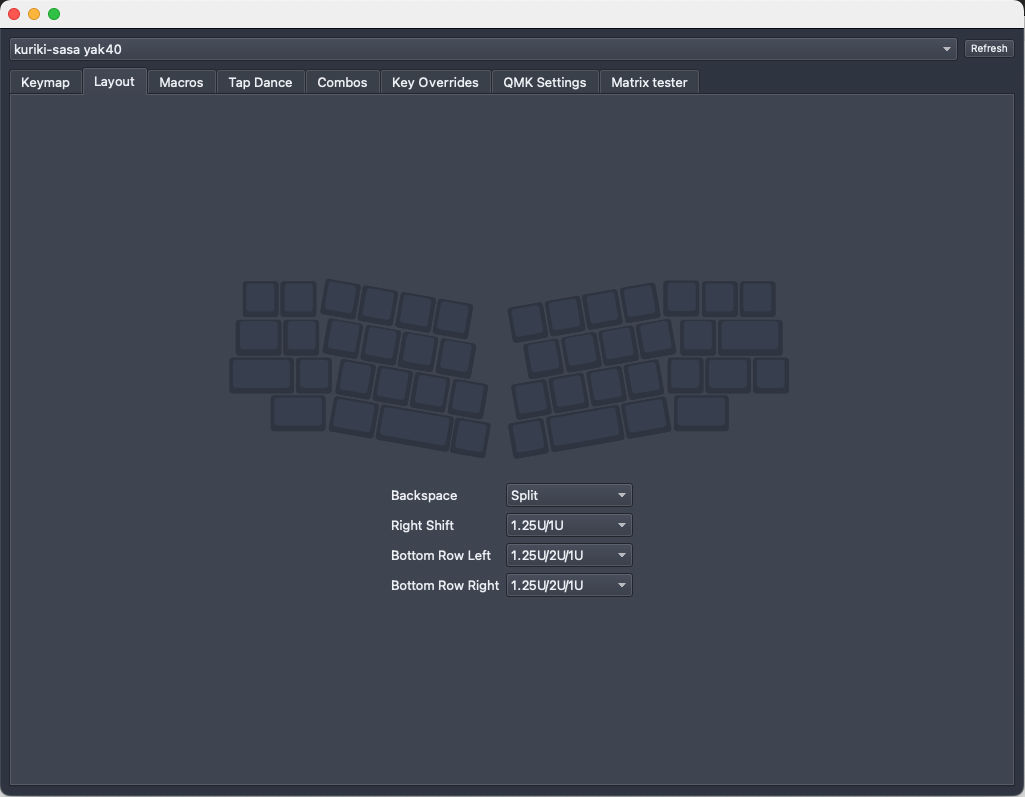 kuriki-sasa yak40
Refresh
Keymap Layout Macros Tap Dance Combos Key Overrides QMK Settings Matrix tester
Backspace Split
Right Shift 1.25U/1U
Bottom Row Left 1.25U/2U/1U
Bottom Row Right 1.25U/2U/1U